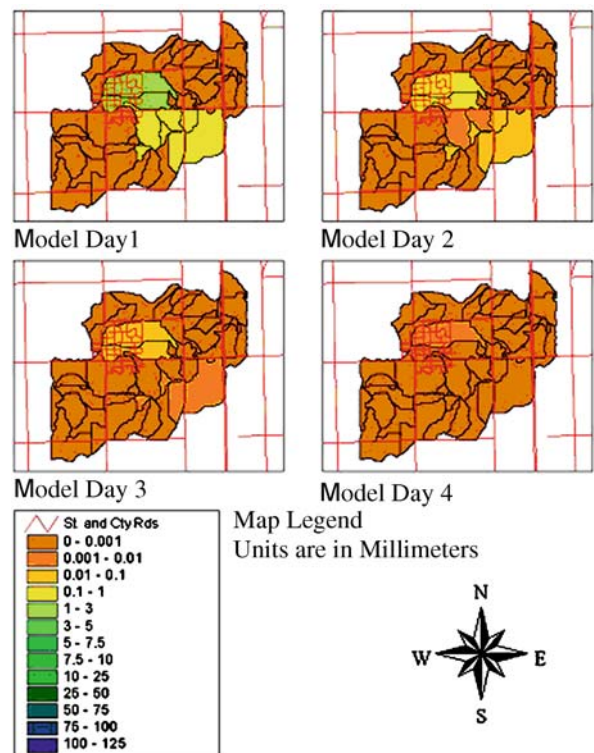 Model Day1
Model Day 2
Model Day 3
Model Day 4
St. and Cty Rds
0 - 0.001
0.001 - 0.01
0.01 - 0.1
0.1 - 1
1 - 3
3 - 5
5 - 7.5
7.5 - 10
10 - 25
25 - 50
50 - 75
75 - 100
100 - 125
Map Legend
Units are in Millimeters
N
W
E
S